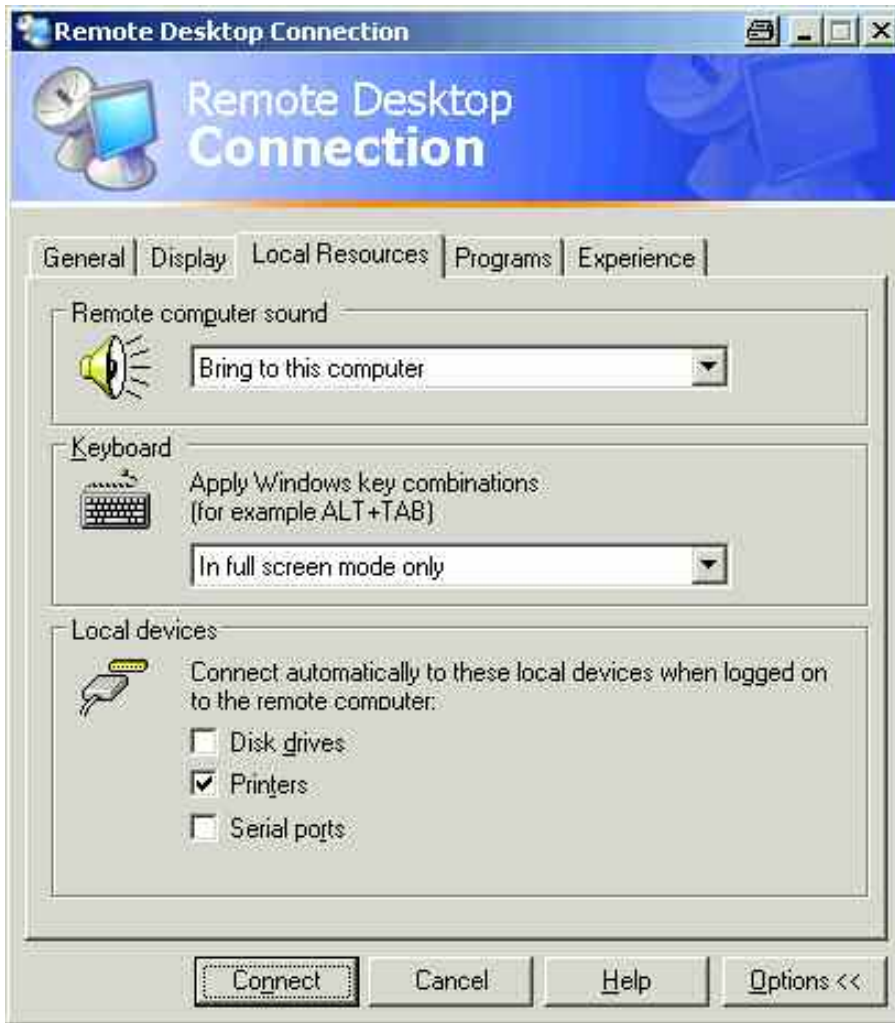 Remote Desktop Connection
Remote Desktop
Connection
General Display Local Resources Programs Experience
Remote computer sound
Bring to this computer
Keyboard
Apply Windows key combinations
(for example ALT+TAB)
In full screen mode only
Local devices
Connect automatically to these local devices when logged on
to the remote computer:
Disk drives
Printers
Serial ports
Connect Cancel Help Options <<